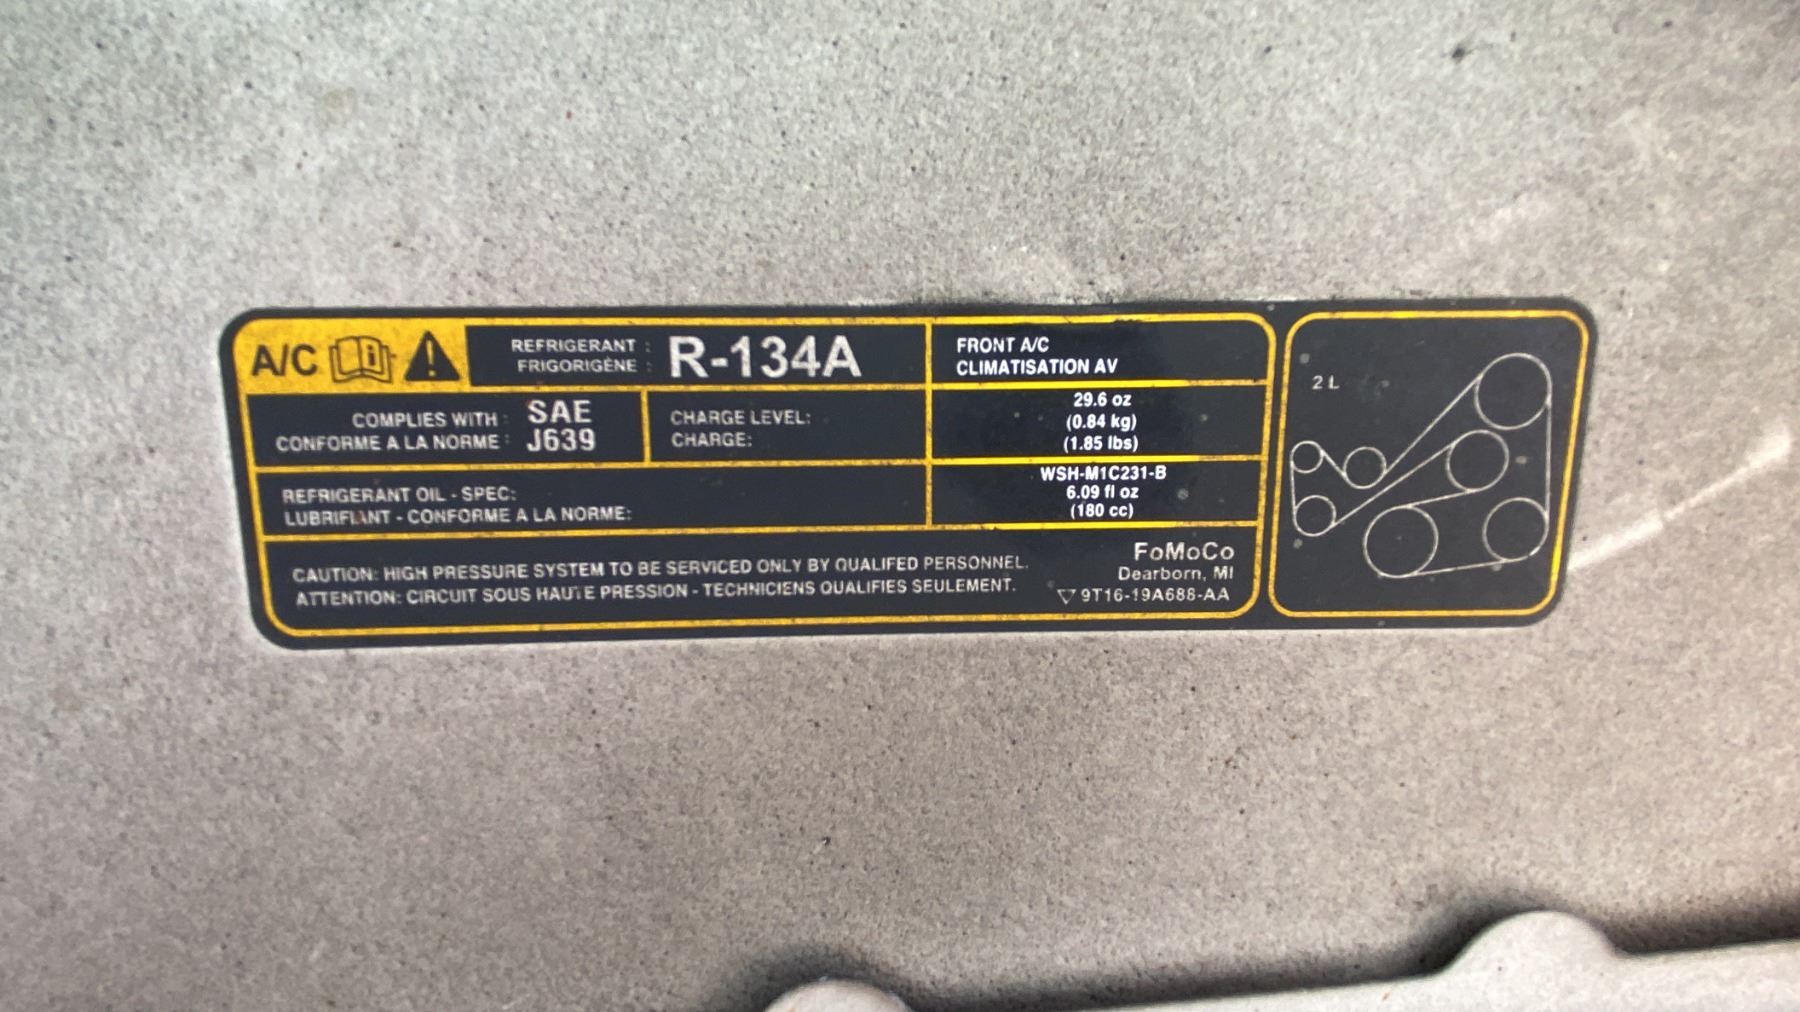 A/C
REFRIGERANT :
FRIGORIGÈNE :
R-134A
FRONT A/C
CLIMATISATION AV
COMPLIES WITH :
CONFORME A LA NORME :
SAE
J639
CHARGE LEVEL:
CHARGE:
29.6 oz
(0.84 kg)
(1.85 lbs)
REFRIGERANT OIL - SPEC:
LUBRIFIANT - CONFORME A LA NORME:
WSH-M1C231-B
6.09 fl oz
(180 cc)
CAUTION: HIGH PRESSURE SYSTEM TO BE SERVICED ONLY BY QUALIFED PERSONNEL.
ATTENTION: CIRCUIT SOUS HAUTE PRESSION - TECHNICIENS QUALIFIES SEULEMENT.
FoMoCo
Dearborn, MI
9T16-19A688-AA
2 L